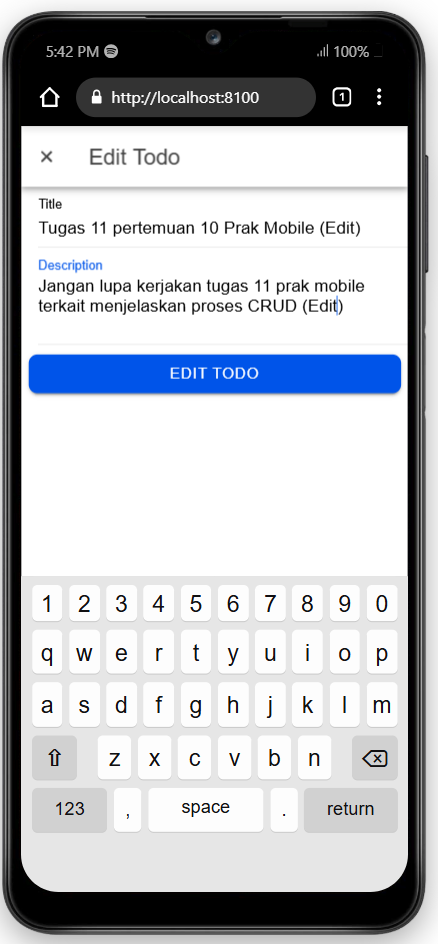 5:42 PM 100%
http://localhost:8100 1
× Edit Todo
Title
Tugas 11 pertemuan 10 Prak Mobile (Edit)
Description
Jangan lupa kerjakan tugas 11 prak mobile
terkait menjelaskan proses CRUD (Edit)
EDIT TODO
1 2 3 4 5 6 7 8 9 0
q w e r t y u i o p
a s d f g h j k l m
z x c v b n
123 , space . return